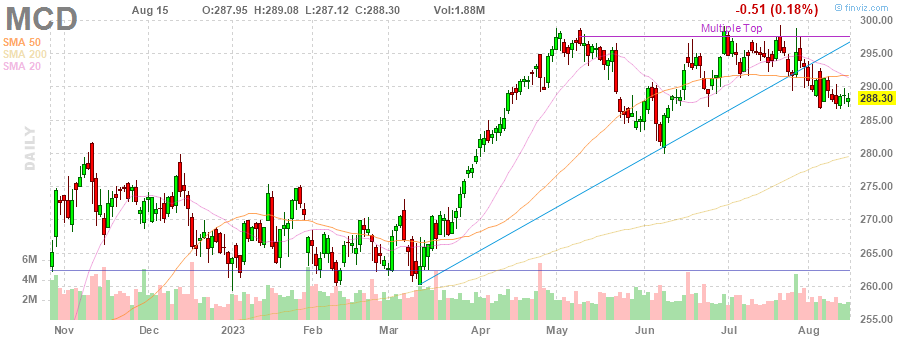 MCD Aug 15 O:287.95 H:289.08 L:287.12 C:288.30 Vol:1.88M -0.51 (0.18%)
© finviz.com
SMA 50
SMA 200
SMA 20
Multiple Top
DAILY
300.00
295.00
290.00
288.30
285.00
280.00
275.00
270.00
265.00
260.00
255.00
6M
4M
2M
Nov Dec 2023 Feb Mar Apr May Jun Jul Aug